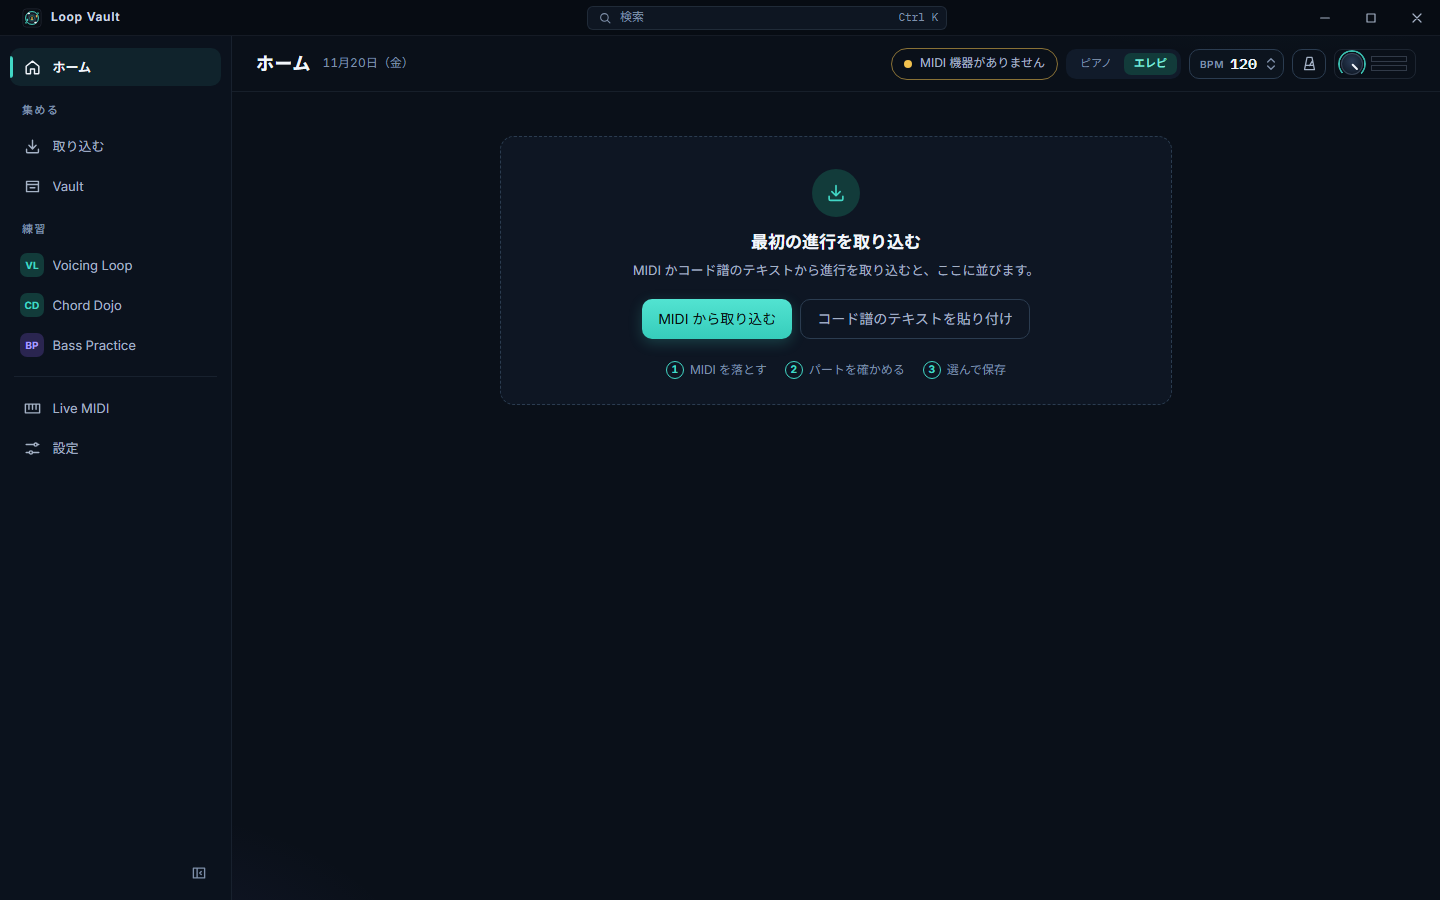 Loop Vault
検索
Ctrl K
ホーム
集める
取り込む
Vault
練習
VL Voicing Loop
CD Chord Dojo
BP Bass Practice
Live MIDI
設定
ホーム 11月20日（金）
MIDI 機器がありません
ピアノ エレピ
BPM 120
最初の進行を取り込む
MIDI かコード譜のテキストから進行を取り込むと、ここに並びます。
MIDI から取り込む
コード譜のテキストを貼り付け
1 MIDI を落とす 2 パートを確かめる 3 選んで保存